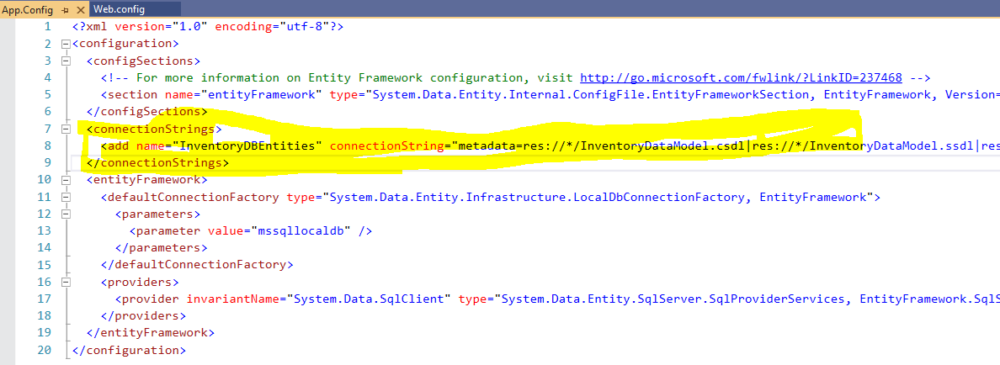 App.Config Web.config
1 <?xml version="1.0" encoding="utf-8"?>
2 <configuration>
3 <configSections>
4 <!-- For more information on Entity Framework configuration, visit http://go.microsoft.com/fwlink/?LinkID=237468 -->
5 <section name="entityFramework" type="System.Data.Entity.Internal.ConfigFile.EntityFrameworkSection, EntityFramework, Version=
6 </configSections>
7 <connectionStrings>
8 <add name="InventoryDBEntities" connectionString="metadata=res://*/InventoryDataModel.csdl|res://*/InventoryDataModel.ssdl|res
9 </connectionStrings>
10 <entityFramework>
11 <defaultConnectionFactory type="System.Data.Entity.Infrastructure.LocalDbConnectionFactory, EntityFramework">
12 <parameters>
13 <parameter value="mssqllocaldb" />
14 </parameters>
15 </defaultConnectionFactory>
16 <providers>
17 <provider invariantName="System.Data.SqlClient" type="System.Data.Entity.SqlServer.SqlProviderServices, EntityFramework.SqlS
18 </providers>
19 </entityFramework>
20 </configuration>